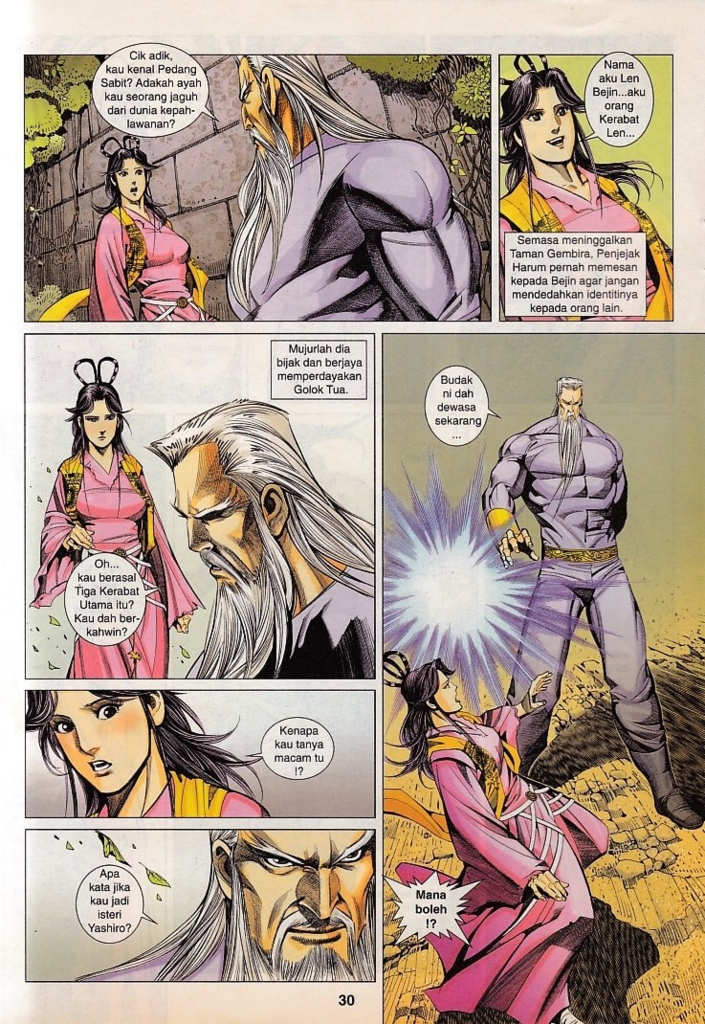 Cik adik,
kau kenal Pedang
Sabit? Adakah ayah
kau seorang jaguh
dari dunia kepah-
lawanan?
Nama
aku Len
Bejin...aku
orang
Kerabat
Len...
Semasa meninggalkan
Taman Gembira, Penjejak
Harum pernah memesan
kepada Bejin agar jangan
mendedahkan identitinya
kepada orang lain.
Mujurlah dia
bijak dan berjaya
memperdayakan
Golok Tua.
Oh...
kau berasal
Tiga Kerabat
Utama itu?
Kau dah ber-
kahwin?
Kenapa
kau tanya
macam tu
!?
Apa
kata jika
kau jadi
isteri
Yashiro?
Budak
ni dah
dewasa
sekarang
...
Mana
boleh
!?
30